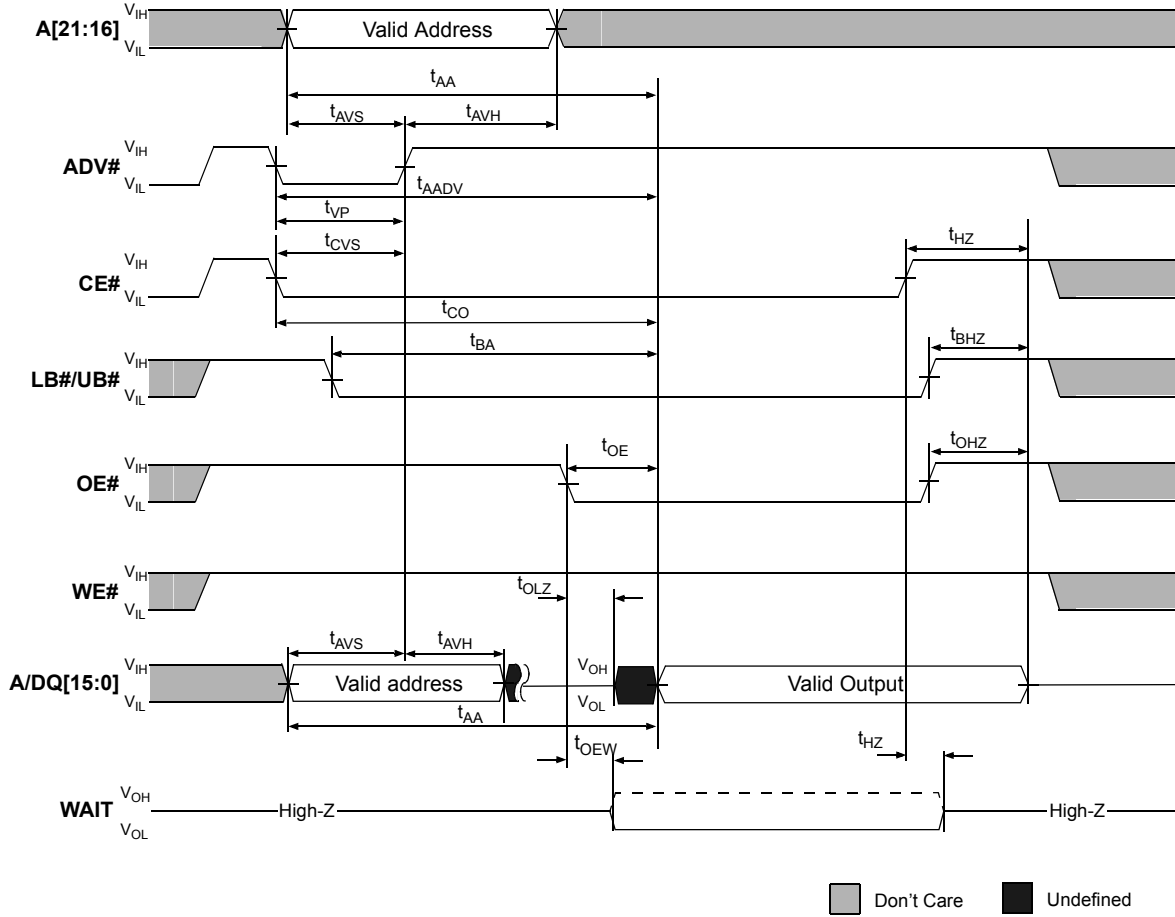 VIH
A[21:16]
VIL
Valid Address
tAA
tAVS
tAVH
VIH
ADV#
VIL
tAADV
tVP
tCVS
tHZ
VIH
CE#
VIL
tCO
tBA
tBHZ
VIH
LB#/UB#
VIL
tOE
tOHZ
VIH
OE#
VIL
VIH
WE#
VIL
tOLZ
tAVS
tAVH
VIH
A/DQ[15:0]
VIL
Valid address
VOH
VOL
Valid Output
tAA
tOEW
tHZ
VOH
WAIT
VOL
High-Z
High-Z
Don't Care
Undefined